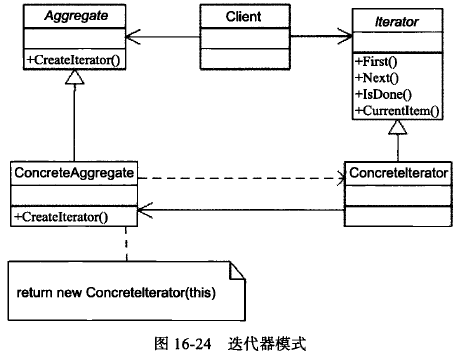 Aggregate
Client
Iterator
+CreateIterator()
+First()
+Next()
+IsDone()
+CurrentItem()
ConcreteAggregate
ConcreteIterator
+CreateIterator()
return new ConcreteIterator(this)
图 16-24 迭代器模式